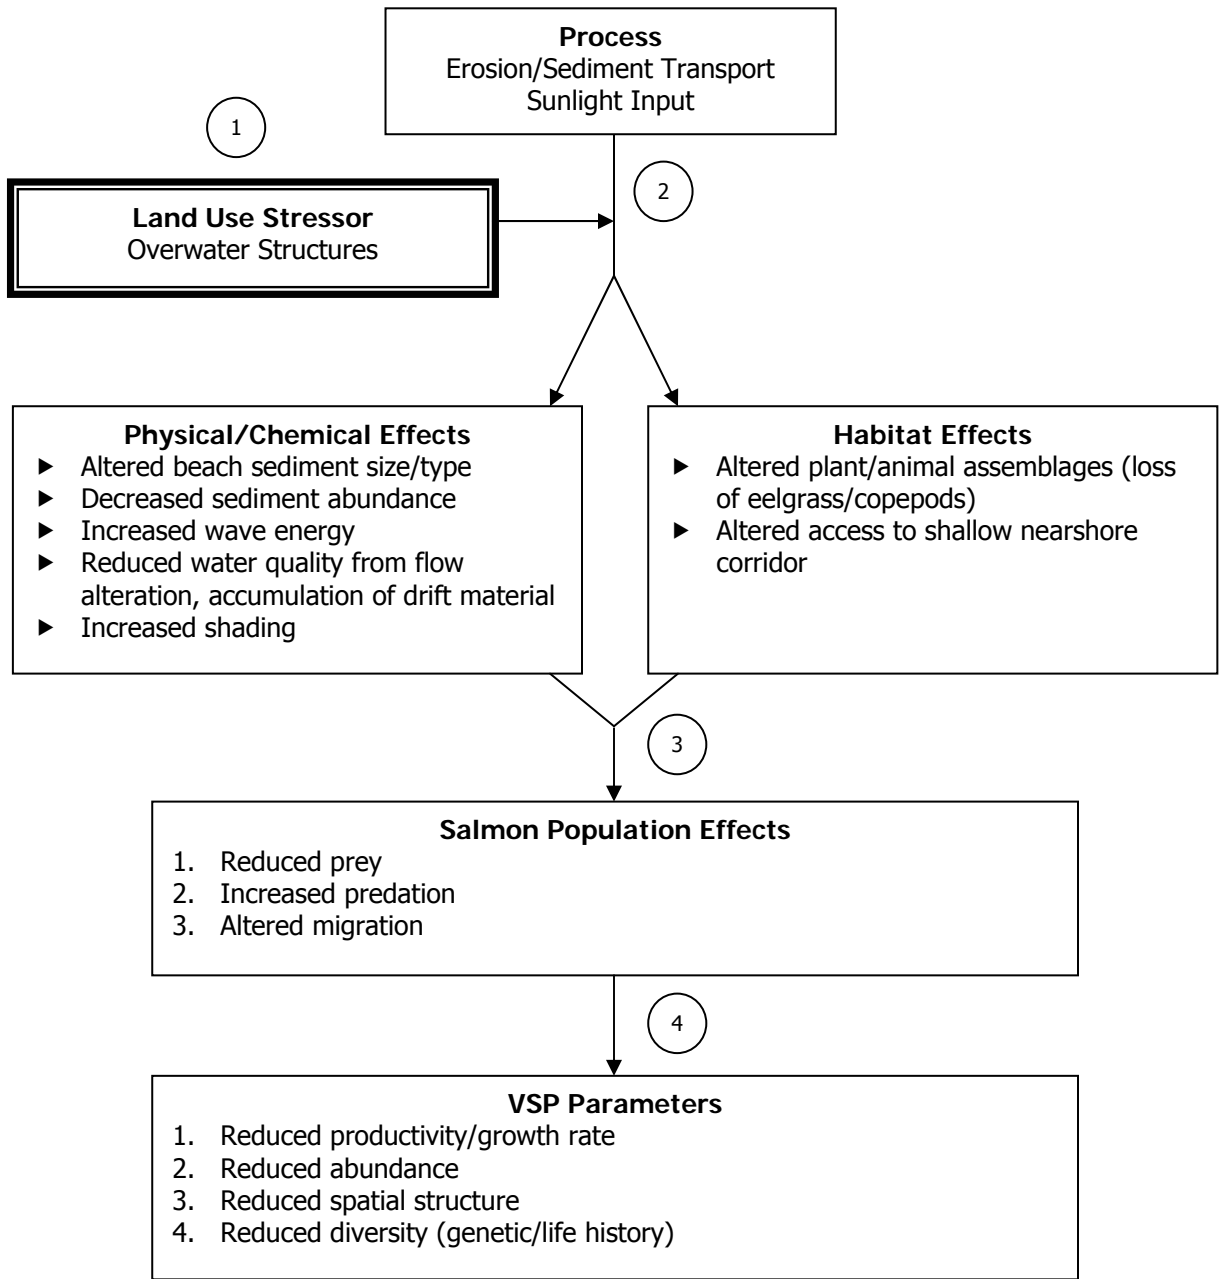 Process
Erosion/Sediment Transport
Sunlight Input
1
2
Land Use Stressor
Overwater Structures
Physical/Chemical Effects
► Altered beach sediment size/type
► Decreased sediment abundance
► Increased wave energy
► Reduced water quality from flow
alteration, accumulation of drift material
► Increased shading
Habitat Effects
► Altered plant/animal assemblages (loss
of eelgrass/copepods)
► Altered access to shallow nearshore
corridor
3
Salmon Population Effects
1. Reduced prey
2. Increased predation
3. Altered migration
4
VSP Parameters
1. Reduced productivity/growth rate
2. Reduced abundance
3. Reduced spatial structure
4. Reduced diversity (genetic/life history)